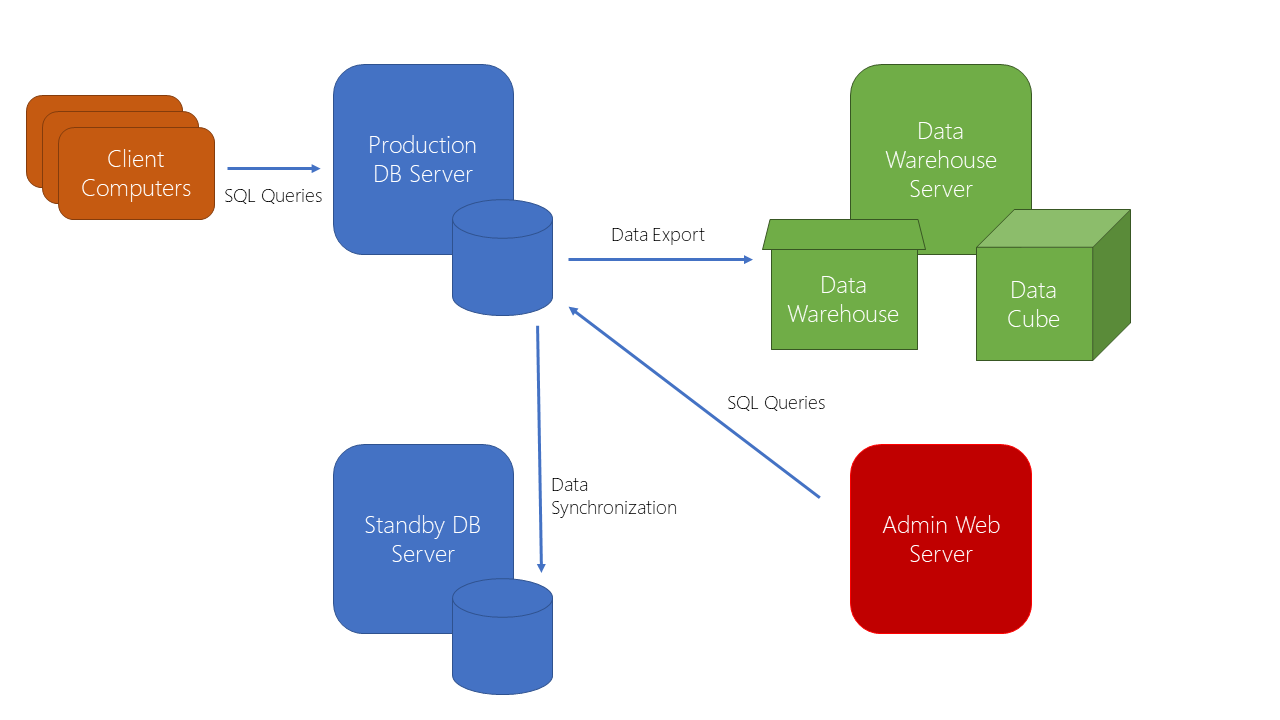 Client
Computers
SQL Queries
Production
DB Server
Data Export
Data
Warehouse
Server
Data
Warehouse
Data
Cube
SQL Queries
Data
Synchronization
Standby DB
Server
Admin Web
Server